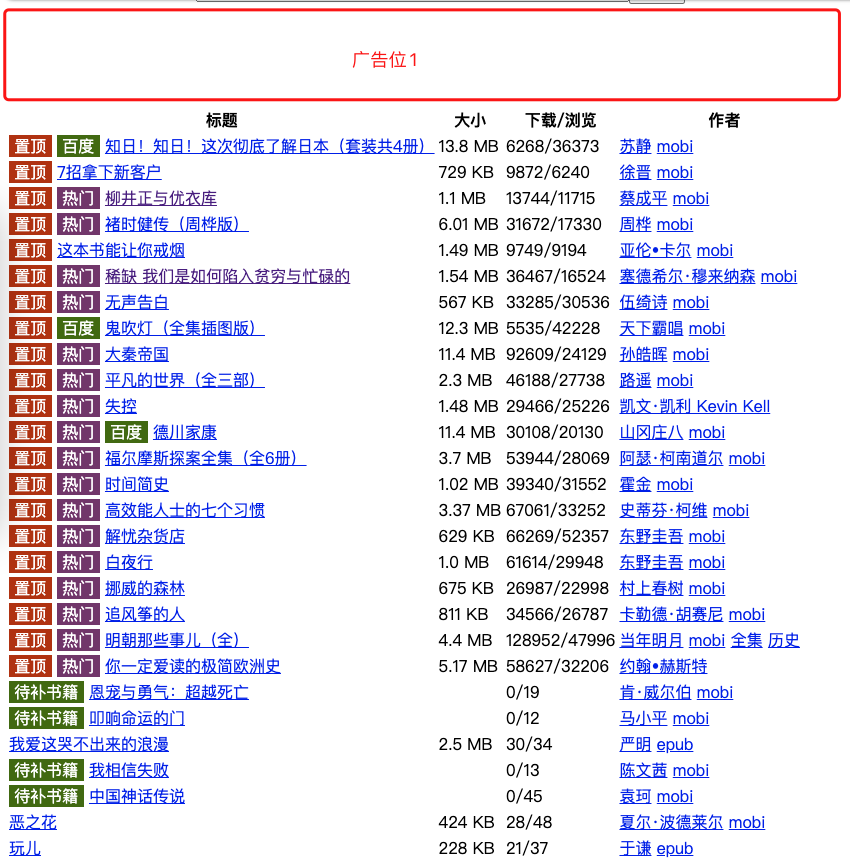 广告位1
标题 大小 下载/浏览 作者
置顶 百度 知日！知日！这次彻底了解日本（套装共4册） 13.8 MB 6268/36373 苏静 mobi
置顶 7招拿下新客户 729 KB 9872/6240 徐晋 mobi
置顶 热门 柳井正与优衣库 1.1 MB 13744/11715 蔡成平 mobi
置顶 热门 褚时健传（周桦版） 6.01 MB 31672/17330 周桦 mobi
置顶 这本书能让你戒烟 1.49 MB 9749/9194 亚伦•卡尔 mobi
置顶 热门 稀缺 我们是如何陷入贫穷与忙碌的 1.54 MB 36467/16524 塞德希尔·穆来纳森 mobi
置顶 热门 无声告白 567 KB 33285/30536 伍绮诗 mobi
置顶 百度 鬼吹灯（全集插图版） 12.3 MB 5535/42228 天下霸唱 mobi
置顶 热门 大秦帝国 11.4 MB 92609/24129 孙皓晖 mobi
置顶 热门 平凡的世界（全三部） 2.3 MB 46188/27738 路遥 mobi
置顶 热门 失控 1.48 MB 29466/25226 凯文·凯利 Kevin Kell
置顶 热门 百度 德川家康 11.4 MB 30108/20130 山冈庄八 mobi
置顶 热门 福尔摩斯探案全集（全6册） 3.7 MB 53944/28069 阿瑟·柯南道尔 mobi
置顶 热门 时间简史 1.02 MB 39340/31552 霍金 mobi
置顶 热门 高效能人士的七个习惯 3.37 MB 67061/33252 史蒂芬·柯维 mobi
置顶 热门 解忧杂货店 629 KB 66269/52357 东野圭吾 mobi
置顶 热门 白夜行 1.0 MB 61614/29948 东野圭吾 mobi
置顶 热门 挪威的森林 675 KB 26987/22998 村上春树 mobi
置顶 热门 追风筝的人 811 KB 34566/26787 卡勒德·胡赛尼 mobi
置顶 热门 明朝那些事儿（全） 4.4 MB 128952/47996 当年明月 mobi 全集 历史
置顶 热门 你一定爱读的极简欧洲史 5.17 MB 58627/32206 约翰•赫斯特
待补书籍 恩宠与勇气：超越死亡 0/19 肯·威尔伯 mobi
待补书籍 叩响命运的门 0/12 马小平 mobi
我爱这哭不出来的浪漫 2.5 MB 30/34 严明 epub
待补书籍 我相信失败 0/13 陈文茜 mobi
待补书籍 中国神话传说 0/45 袁珂 mobi
恶之花 424 KB 28/48 夏尔·波德莱尔 mobi
玩儿 228 KB 21/37 于谦 epub